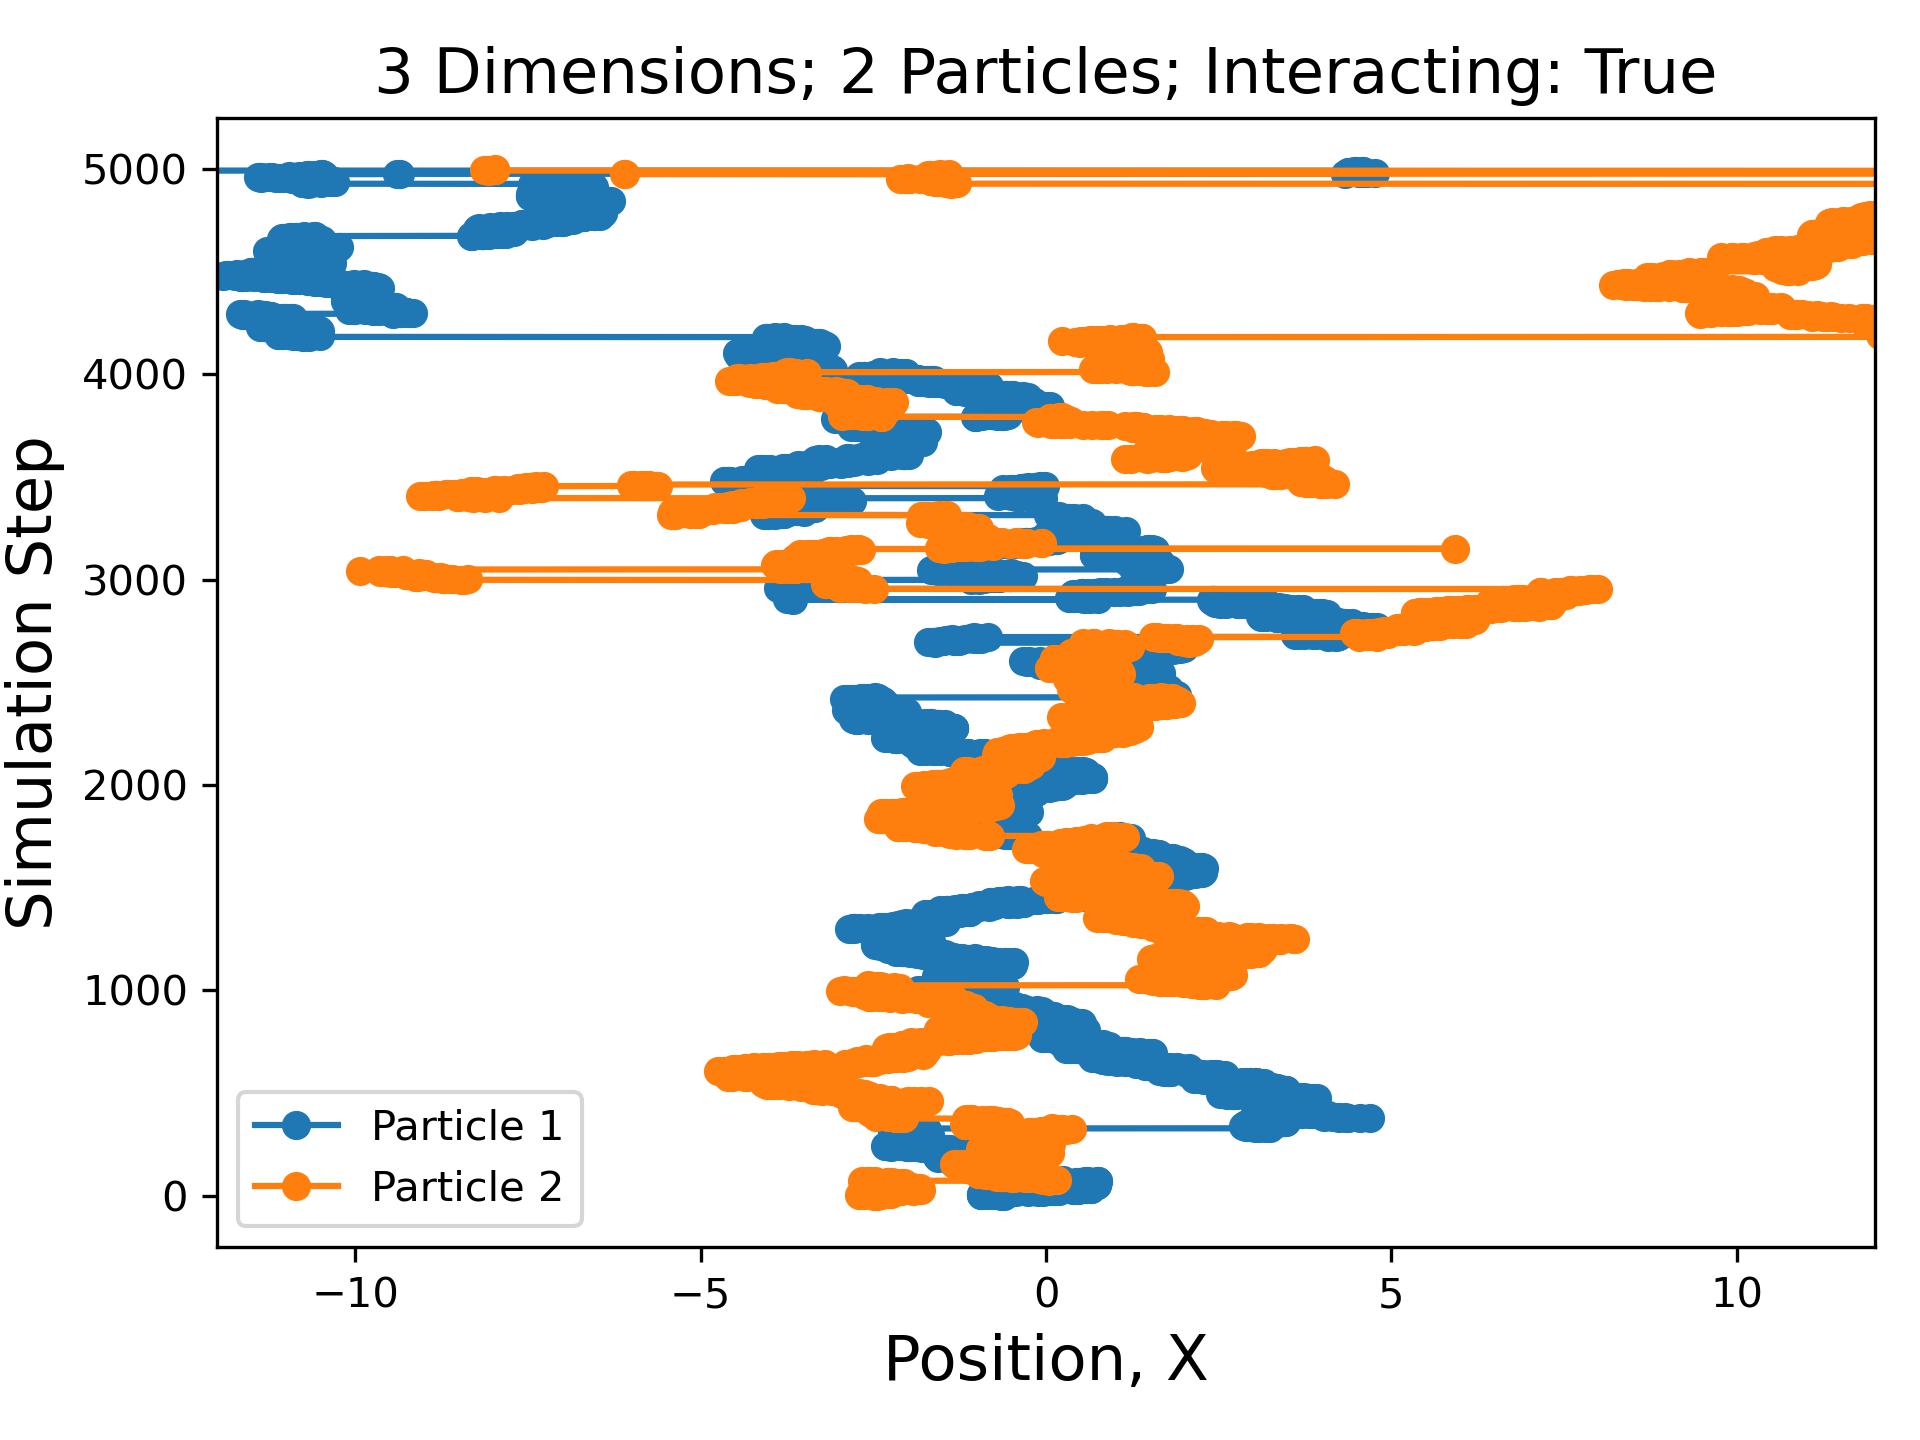 3 Dimensions; 2 Particles; Interacting: True
Simulation Step
5000
4000
3000
2000
1000
0
Particle 1
Particle 2
−10
−5
0
5
10
Position, X